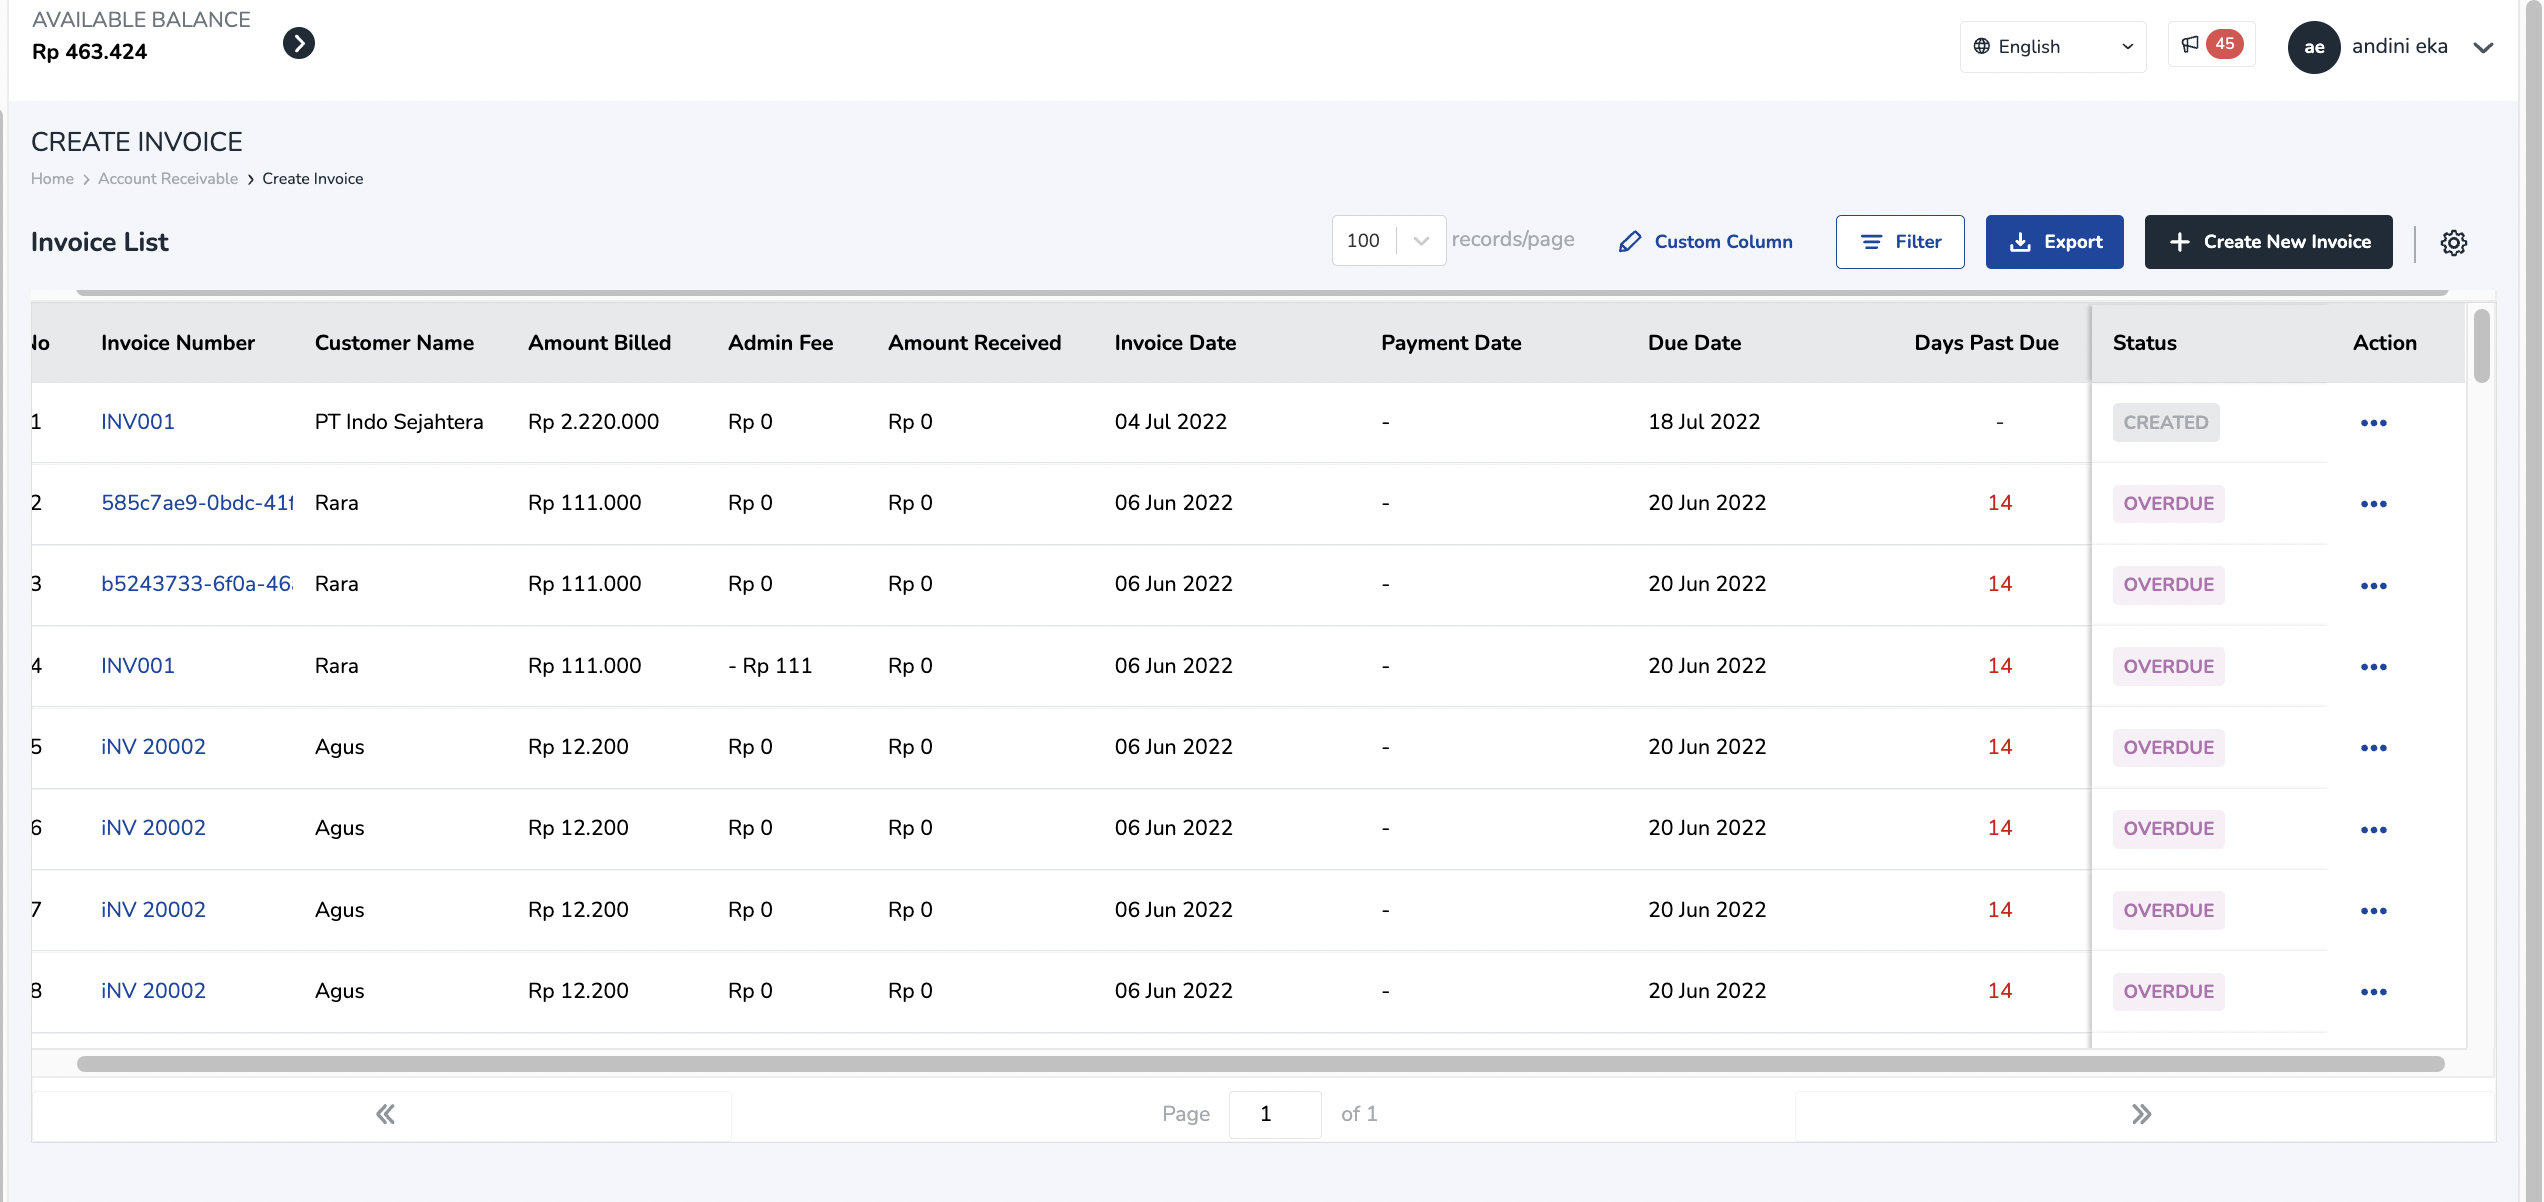 AVAILABLE BALANCE
Rp 463.424
English
45
ae
andini eka
CREATE INVOICE
Home > Account Receivable > Create Invoice
Invoice List
100 records/page
Custom Column
Filter
Export
+ Create New Invoice
No Invoice Number Customer Name Amount Billed Admin Fee Amount Received Invoice Date Payment Date Due Date Days Past Due Status Action
1 INV001 PT Indo Sejahtera Rp 2.220.000 Rp 0 Rp 0 04 Jul 2022 - 18 Jul 2022 - CREATED
2 585c7ae9-0bdc-41f Rara Rp 111.000 Rp 0 Rp 0 06 Jun 2022 - 20 Jun 2022 14 OVERDUE
3 b5243733-6f0a-46 Rara Rp 111.000 Rp 0 Rp 0 06 Jun 2022 - 20 Jun 2022 14 OVERDUE
4 INV001 Rara Rp 111.000 - Rp 111 Rp 0 06 Jun 2022 - 20 Jun 2022 14 OVERDUE
5 iNV 20002 Agus Rp 12.200 Rp 0 Rp 0 06 Jun 2022 - 20 Jun 2022 14 OVERDUE
6 iNV 20002 Agus Rp 12.200 Rp 0 Rp 0 06 Jun 2022 - 20 Jun 2022 14 OVERDUE
7 iNV 20002 Agus Rp 12.200 Rp 0 Rp 0 06 Jun 2022 - 20 Jun 2022 14 OVERDUE
8 iNV 20002 Agus Rp 12.200 Rp 0 Rp 0 06 Jun 2022 - 20 Jun 2022 14 OVERDUE
Page 1 of 1